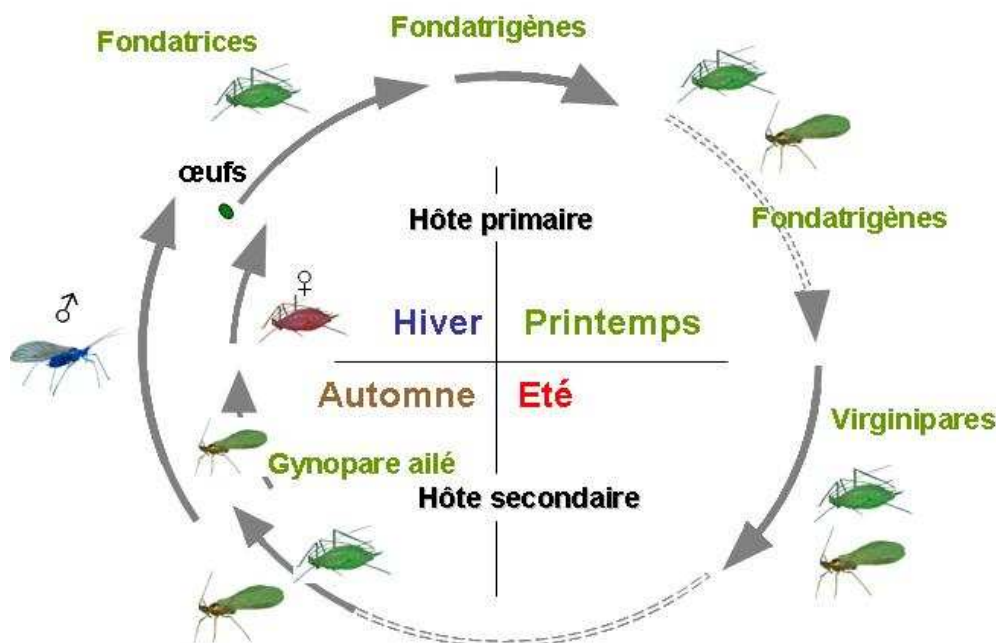 Fondatrices
Fondatrigènes
œufs
Hôte primaire
Fondatrigènes
♀
♂
Hiver
Printemps
Automne
Eté
Virginipares
Gynopare ailé
Hôte secondaire